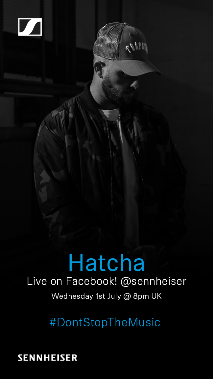 Hatcha
Live on Facebook! @sennheiser
Wednesday 1st July @ 8pm UK
#DontStopTheMusic
SENNHEISER